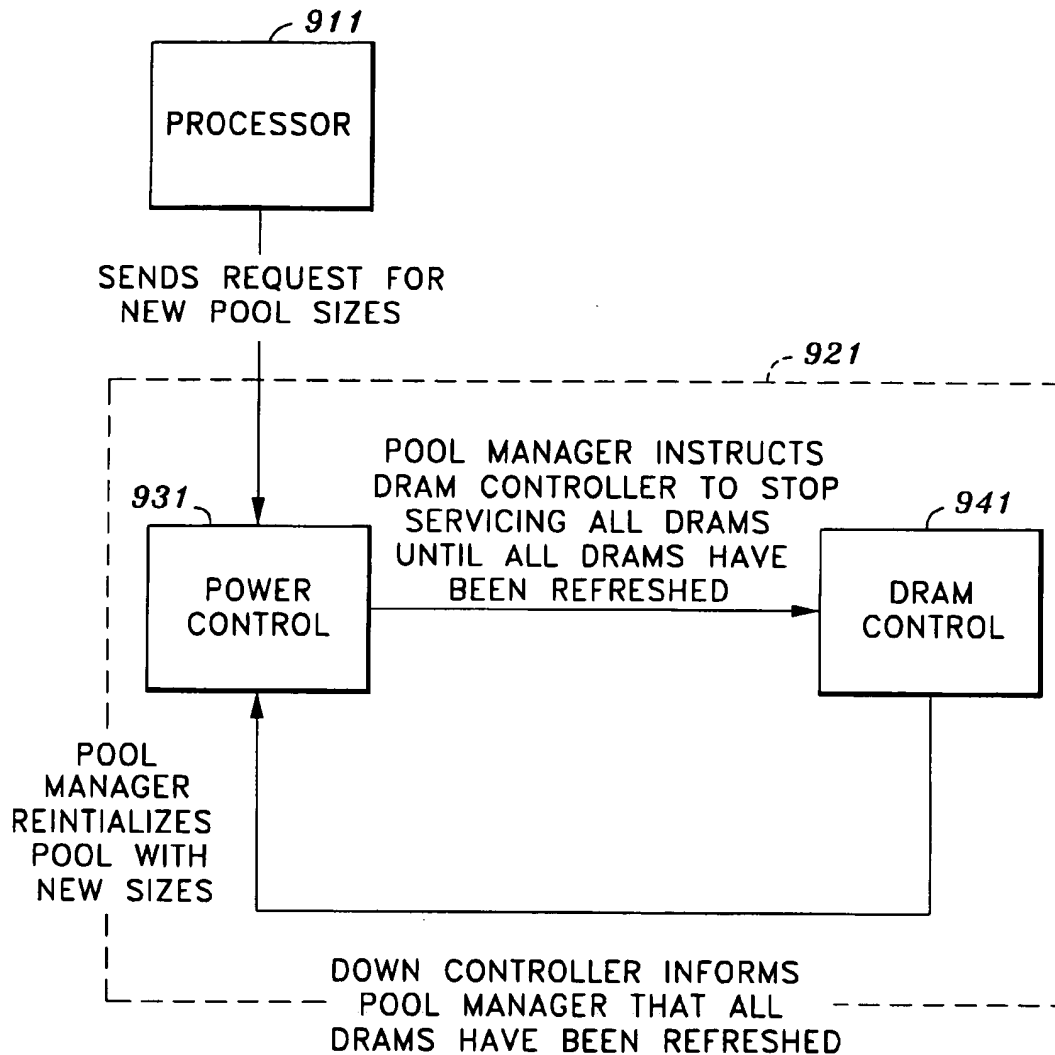 911
PROCESSOR
SENDS REQUEST FOR
NEW POOL SIZES
921
POOL MANAGER INSTRUCTS
DRAM CONTROLLER TO STOP
SERVICING ALL DRAMS
UNTIL ALL DRAMS HAVE
BEEN REFRESHED
931
POWER
CONTROL
941
DRAM
CONTROL
POOL
MANAGER
REINTIALIZES
POOL WITH
NEW SIZES
DOWN CONTROLLER INFORMS
POOL MANAGER THAT ALL
DRAMS HAVE BEEN REFRESHED